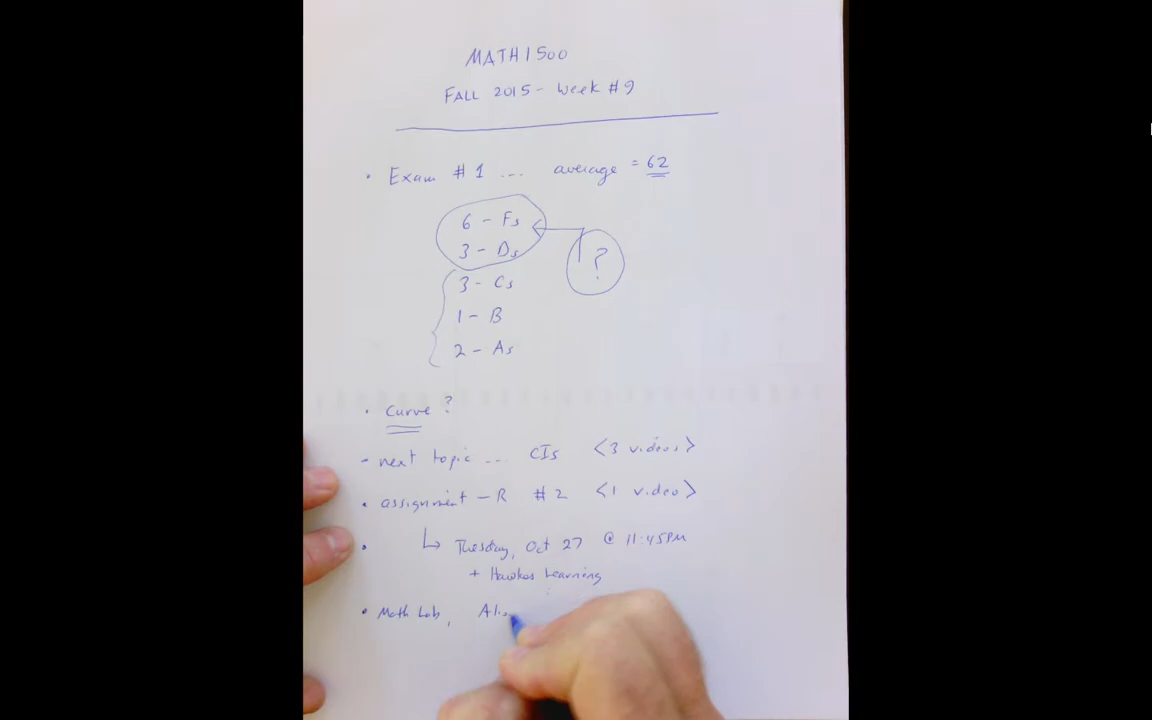 MATH1500
FALL 2015 - Week #9
• Exam #1 ... average = 62
6 - Fs
3 - Ds
?
3 - Cs
1 - B
2 - As
• Curve ?
- next topic ... CIs <3 videos>
• assignment - R #2 <1 video>
• ↳ Tuesday, Oct 27 @ 11:45PM
+ Hawkes Learning
• Math Lab,